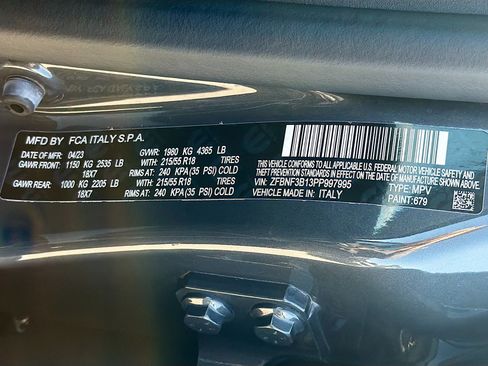 MFD BY FCA ITALY S.P.A.
DATE: 04/23 GVWR: 1980 KG 4365 LB
GAWR FRONT: 1150 KG 2535 LB WITH: 215/55 R18 TIRES
18X7 RIMS AT: 240 KPA (35 PSI) COLD
GAWR REAR: 1000 KG 2205 LB WITH: 215/55 R18 TIRES
18X7 RIMS AT: 240 KPA (35 PSI) COLD
THIS VEHICLE CONFORMS TO ALL APPLICABLE U.S. FEDERAL MOTOR VEHICLE SAFETY, BUMPER AND
THEFT PREVENTION STANDARDS IN EFFECT ON THE DATE OF MANUFACTURE SHOWN ABOVE.
VIN: ZFBNF3B13PP997995 TYPE: MPV
VEHICLE MADE IN: ITALY PAINT: 679